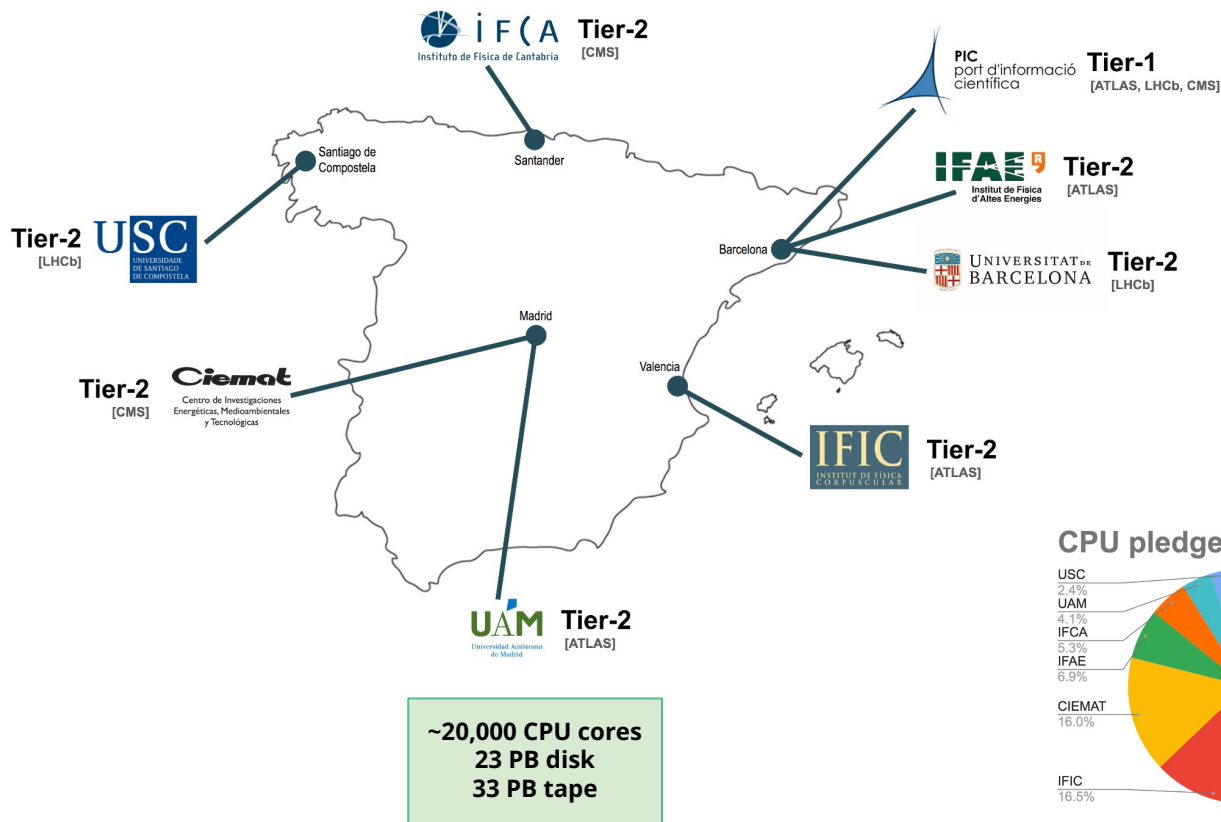 iF(A
Instituto de Física de Cantabria
Tier-2
[CMS]
PIC
port d'informació
científica
Tier-1
[ATLAS, LHCb, CMS]
Santiago de
Compostela
Santander
IFAE
Institut de Física
d'Altes Energies
Tier-2
[ATLAS]
Tier-2
[LHCb]
USC
UNIVERSIDADE
DE SANTIAGO
DE COMPOSTELA
Barcelona
UNIVERSITAT DE
BARCELONA
Tier-2
[LHCb]
Madrid
Valencia
Tier-2
[CMS]
Ciemat
Centro de Investigaciones
Energéticas, Medioambientales
y Tecnológicas
IFIC
INSTITUT DE FÍSICA
CORPUSCULAR
Tier-2
[ATLAS]
UAM
Universidad Autónoma
de Madrid
Tier-2
[ATLAS]
~20,000 CPU cores
23 PB disk
33 PB tape
CPU pledge
USC
2.4%
UAM
4.1%
IFCA
5.3%
IFAE
6.9%
CIEMAT
16.0%
IFIC
16.5%